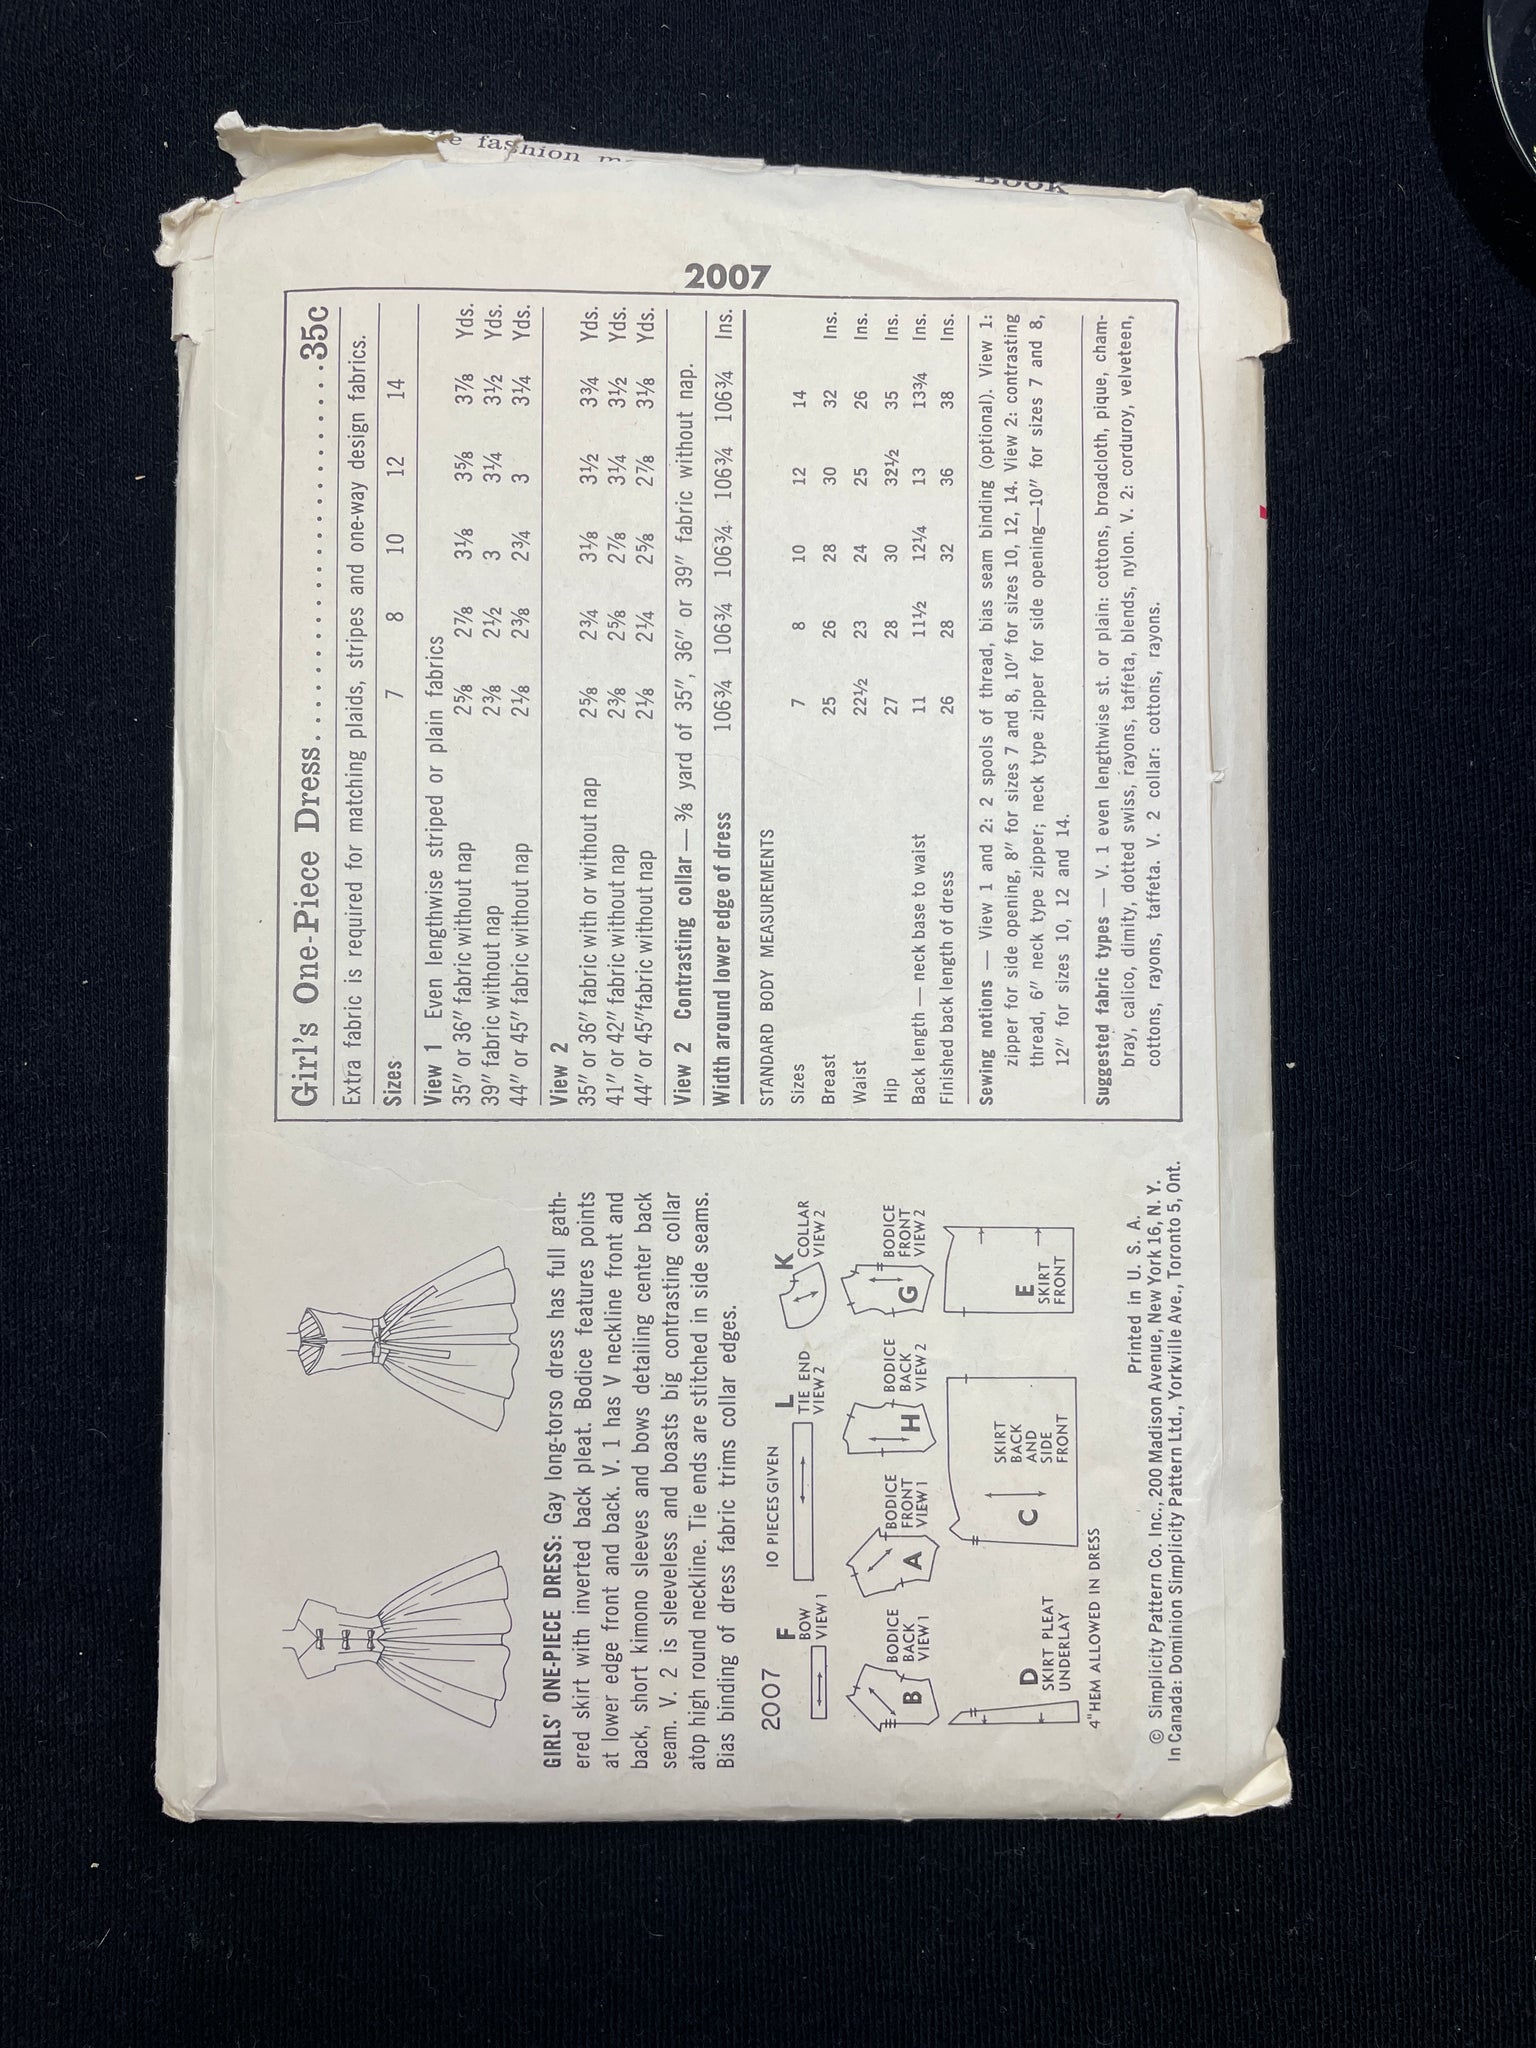 e fashion
Book
2007
Girl's One-Piece Dress...........................35c
Extra fabric is required for matching plaids, stripes and one-way design fabrics.
Sizes 7 8 10 12 14
View 1 Even lengthwise striped or plain fabrics
35" or 36" fabric without nap 2⅝ 2⅞ 3⅛ 3⅝ 3⅞ Yds.
39" fabric without nap 2⅜ 2½ 3 3¼ 3½ Yds.
44" or 45" fabric without nap 2⅛ 2⅜ 2¾ 3 3¼ Yds.
View 2
35" or 36" fabric with or without nap 2⅝ 2¾ 3⅛ 3½ 3¾ Yds.
41" or 42" fabric without nap 2⅜ 2⅝ 2⅞ 3¼ 3½ Yds.
44" or 45"fabric without nap 2⅛ 2¼ 2⅝ 2⅞ 3⅛ Yds.
View 2 Contrasting collar — ⅜ yard of 35", 36" or 39" fabric without nap.
Width around lower edge of dress 106¾ 106¾ 106¾ 106¾ 106¾ Ins.
STANDARD BODY MEASUREMENTS
Sizes 7 8 10 12 14
Breast 25 26 28 30 32 Ins.
Waist 22½ 23 24 25 26 Ins.
Hip 27 28 30 32½ 35 Ins.
Back length — neck base to waist 11 11½ 12¼ 13 13¾ Ins.
Finished back length of dress 26 28 32 36 38 Ins.
Sewing notions — View 1 and 2: 2 spools of thread, bias seam binding (optional). View 1:
zipper for side opening, 8" for sizes 7 and 8, 10" for sizes 10, 12, 14. View 2: contrasting
thread, 6" neck type zipper; neck type zipper for side opening—10" for sizes 7 and 8,
12" for sizes 10, 12 and 14.
Suggested fabric types — V. 1 even lengthwise st. or plain: cottons, broadcloth, pique, cham-
bray, calico, dimity, dotted swiss, rayons, taffeta, blends, nylon. V. 2: corduroy, velveteen,
cottons, rayons, taffeta. V. 2 collar: cottons, rayons.
GIRLS' ONE-PIECE DRESS: Gay long-torso dress has full gath-
ered skirt with inverted back pleat. Bodice features points
at lower edge front and back. V. 1 has V neckline front and
back, short kimono sleeves and bows detailing center back
seam. V. 2 is sleeveless and boasts big contrasting collar
atop high round neckline. Tie ends are stitched in side seams.
Bias binding of dress fabric trims collar edges.
2007
10 PIECES GIVEN
F
BOW
VIEW 1
L
TIE END
VIEW 2
K
COLLAR
VIEW 2
B
BODICE
BACK
VIEW 1
A
BODICE
FRONT
VIEW 1
H
BODICE
BACK
VIEW 2
G
BODICE
FRONT
VIEW 2
D
SKIRT PLEAT
UNDERLAY
C
SKIRT
BACK
AND
SIDE
FRONT
E
SKIRT
FRONT
4"HEM ALLOWED IN DRESS
Printed in U. S. A.
© Simplicity Pattern Co. Inc., 200 Madison Avenue, New York 16, N. Y.
In Canada: Dominion Simplicity Pattern Ltd., Yorkville Ave., Toronto 5, Ont.